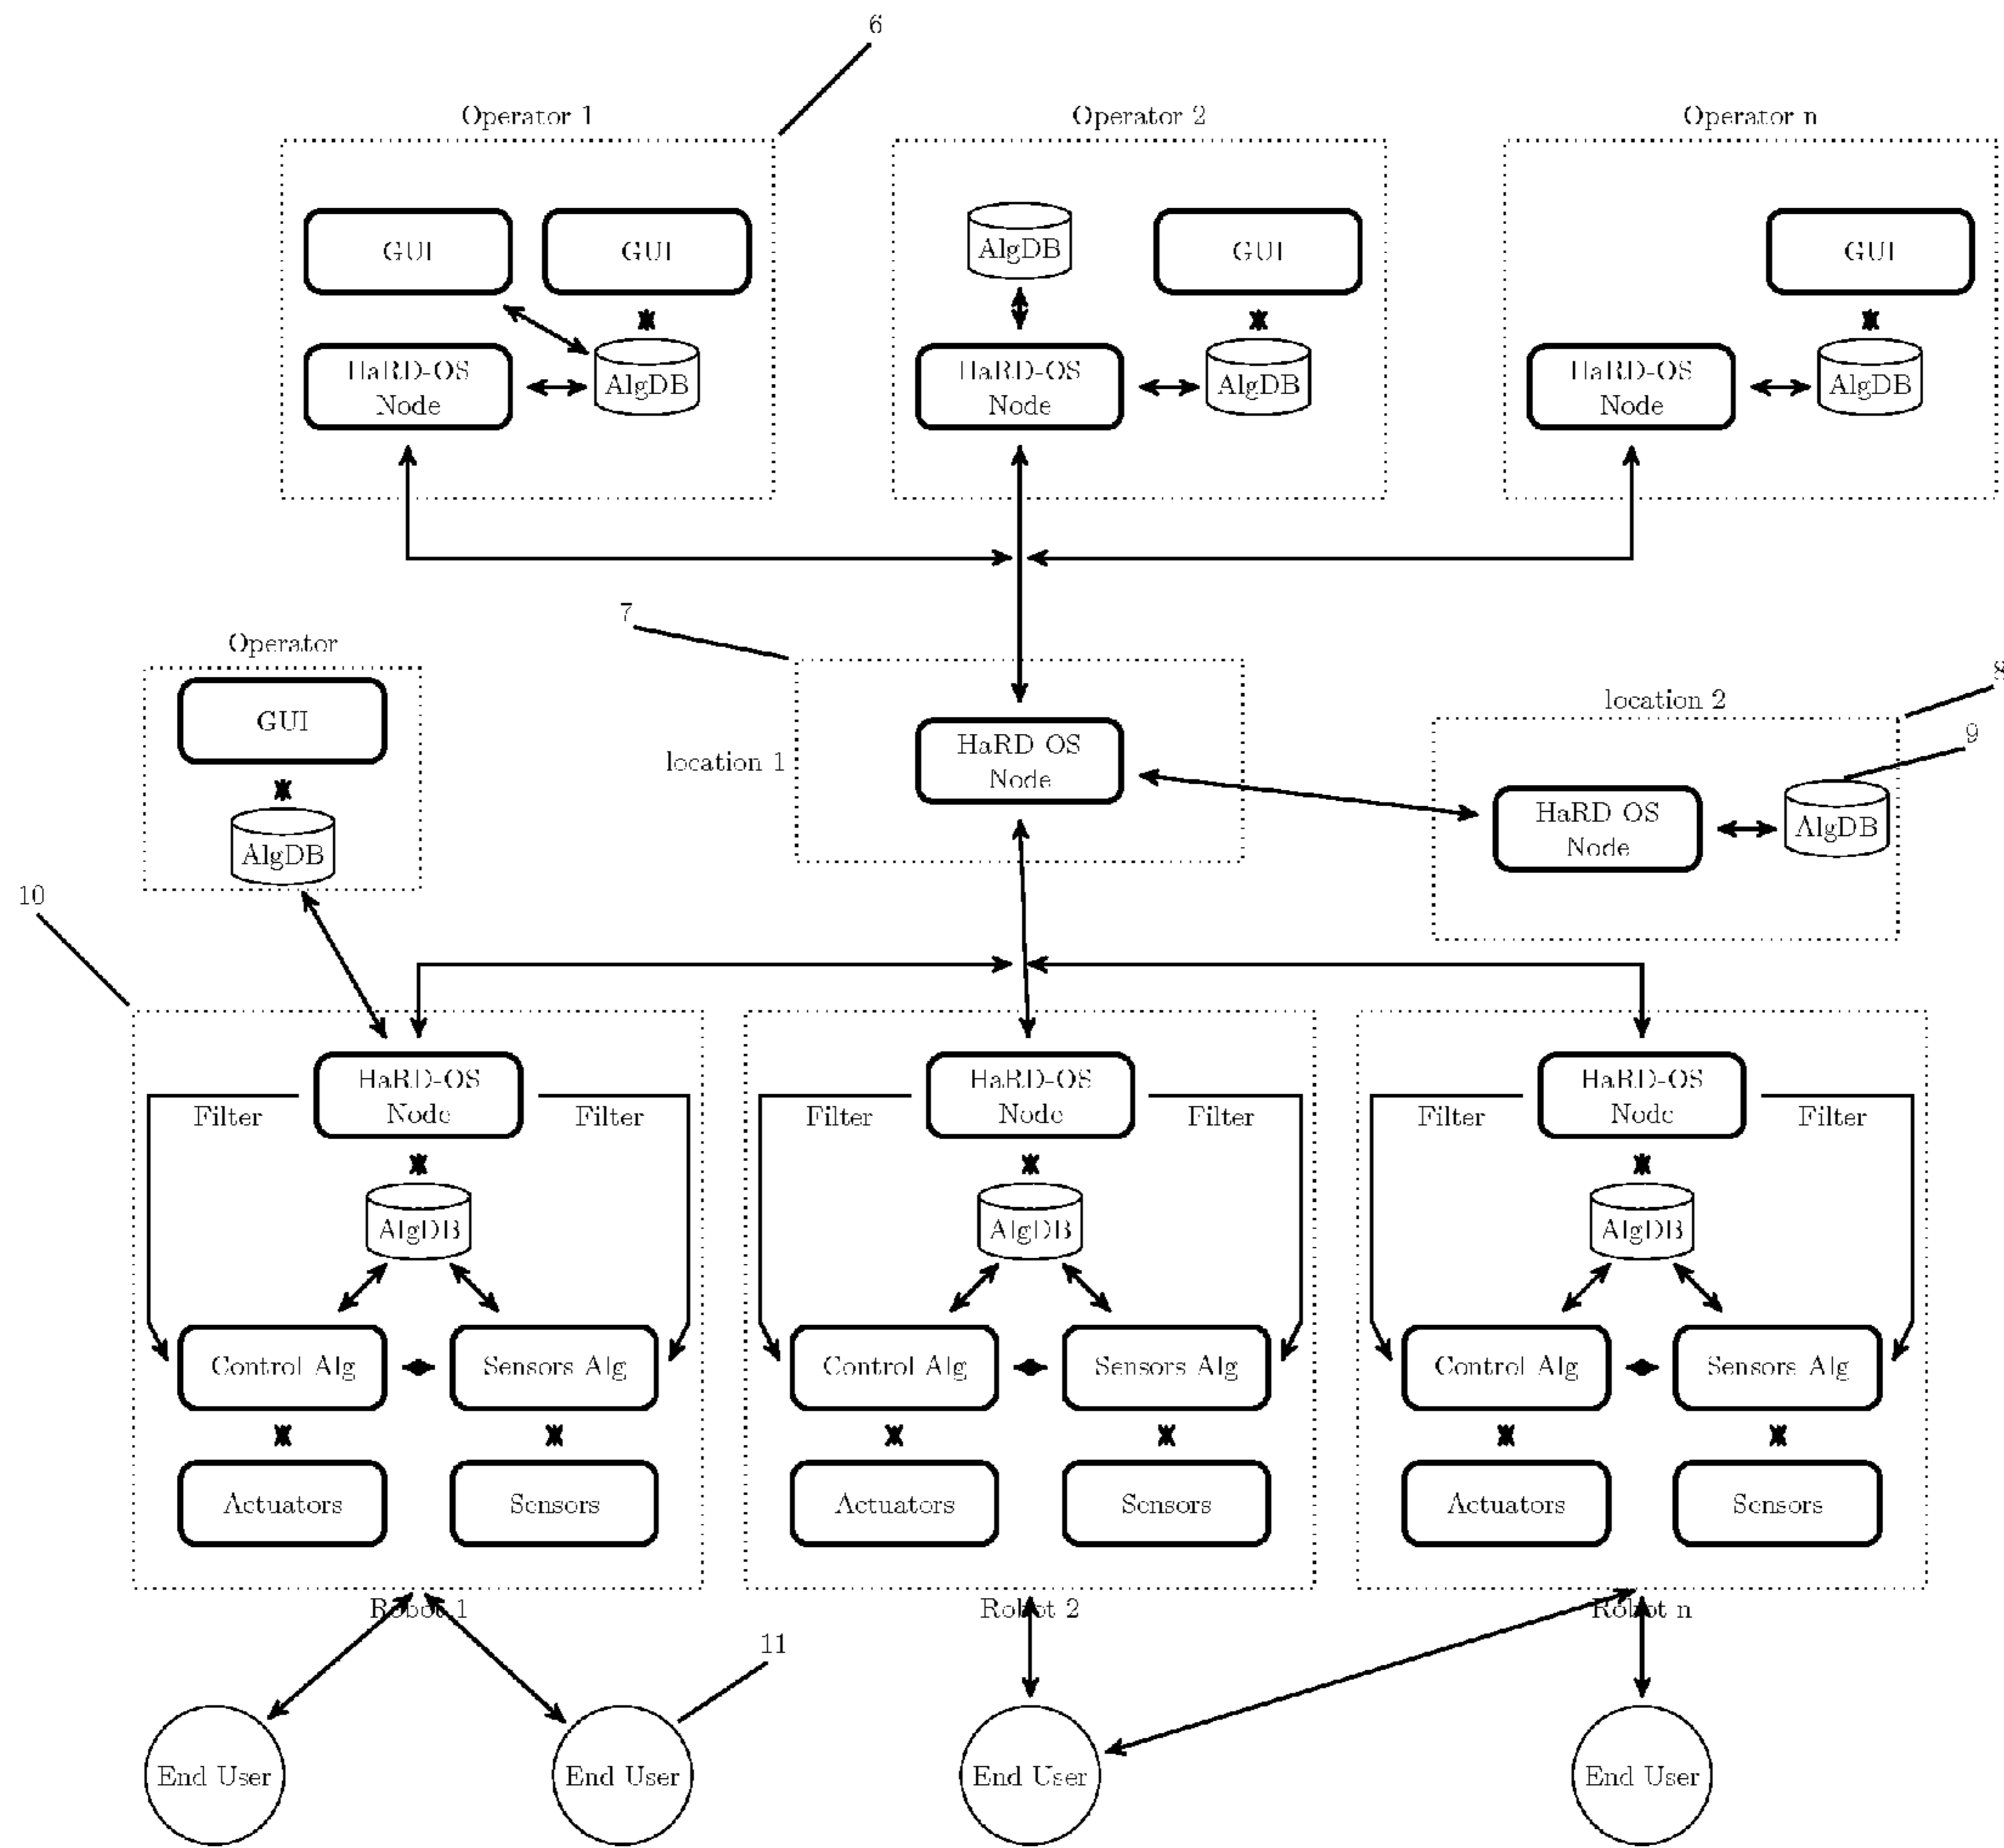 6
Operator 1
Operator 2
Operator n
GUI
GUI
AlgDB
GUI
GUI
HaRD-OS
Node
AlgDB
HaRD-OS
Node
AlgDB
HaRD-OS
Node
AlgDB
7
Operator
8
location 2
GUI
location 1
HaRD OS
Node
9
HaRD OS
Node
AlgDB
AlgDB
10
HaRD-OS
Node
Filter
Filter
HaRD-OS
Node
Filter
Filter
HaRD-OS
Node
Filter
Filter
AlgDB
AlgDB
AlgDB
Control Alg
Sensors Alg
Control Alg
Sensors Alg
Control Alg
Sensors Alg
Actuators
Sensors
Actuators
Sensors
Actuators
Sensors
Robot 1
Robot 2
Robot n
11
End User
End User
End User
End User